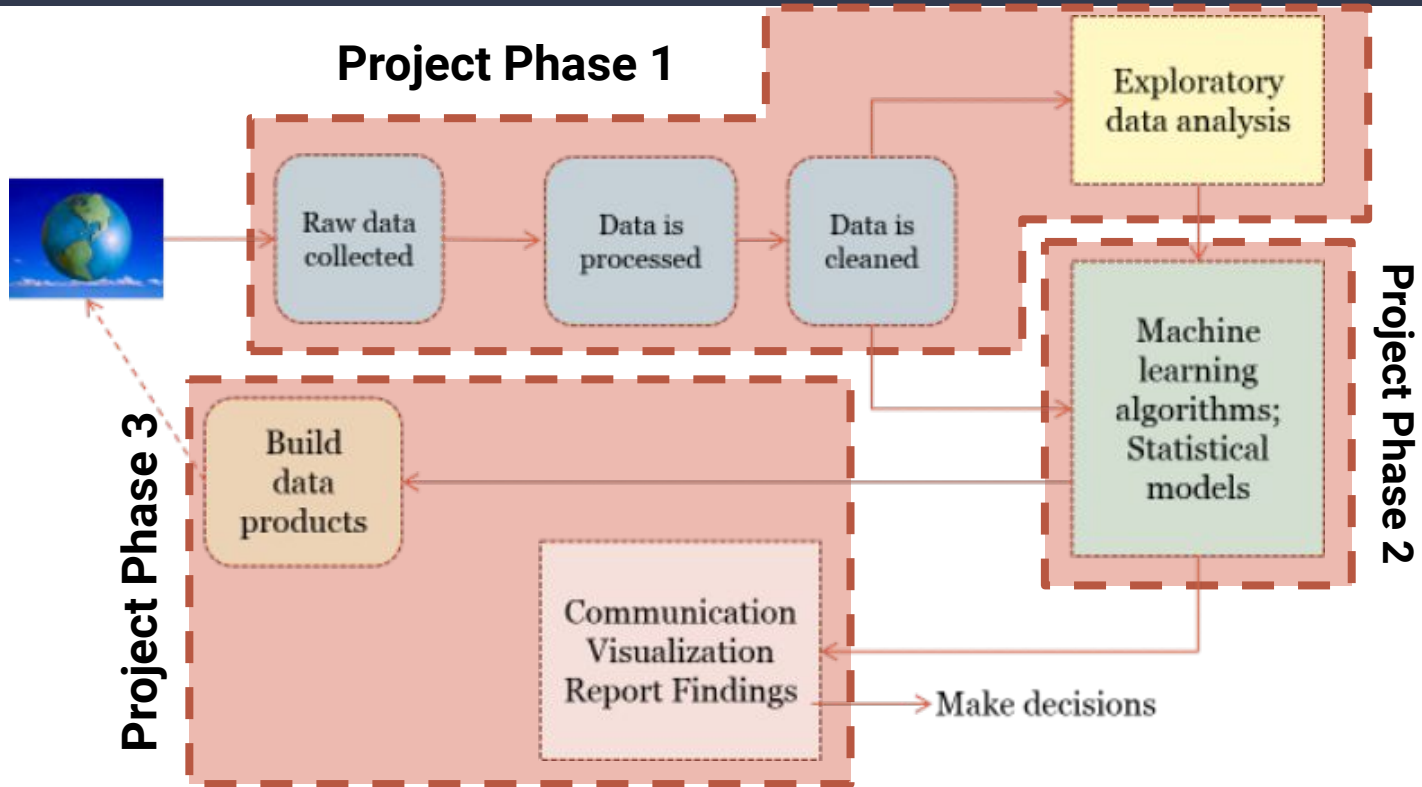 Project Phase 1
Exploratory
data analysis
Raw data
collected
Data is
processed
Data is
cleaned
Machine
learning
algorithms;
Statistical
models
Project Phase 2
Project Phase 3
Build
data
products
Communication
Visualization
Report Findings
Make decisions